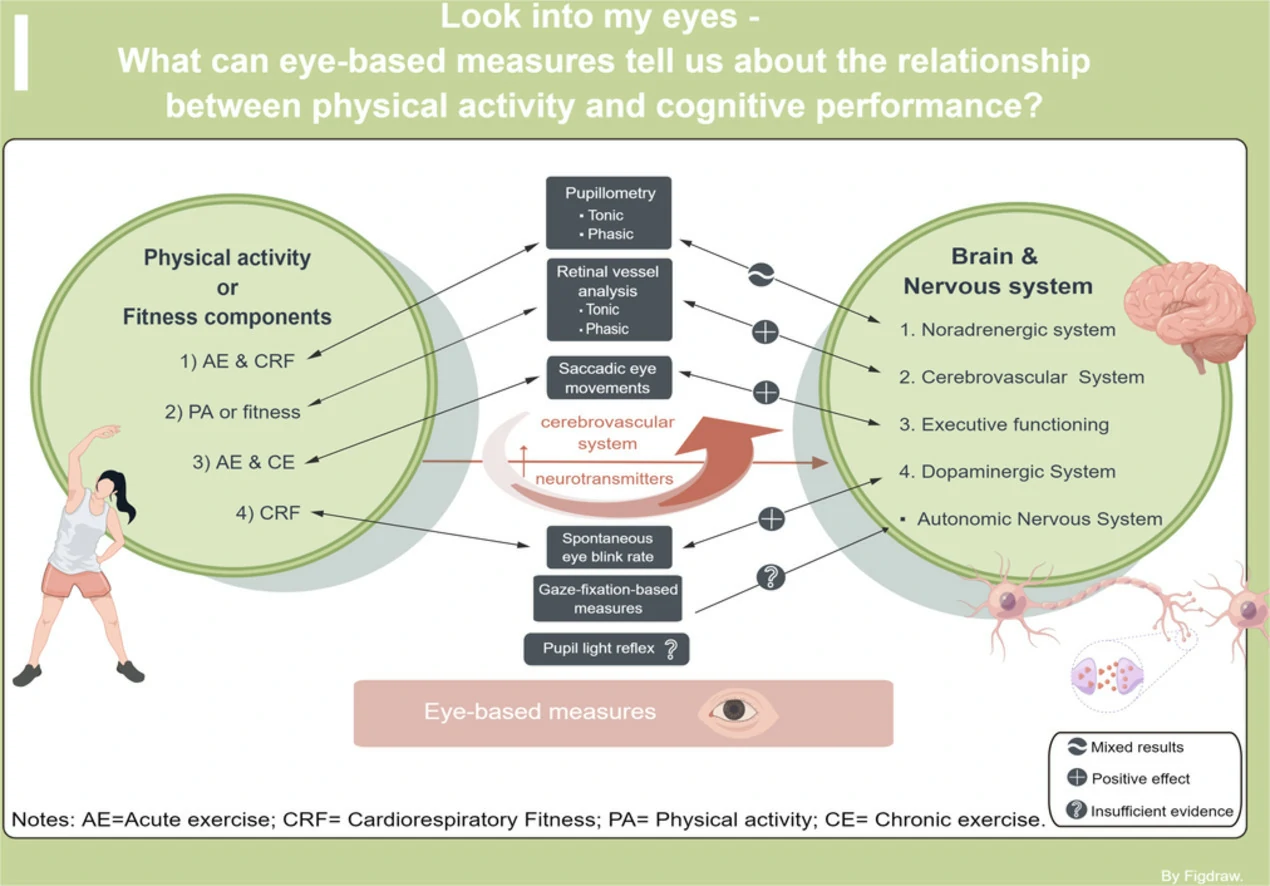 Look into my eyes -
What can eye-based measures tell us about the relationship
between physical activity and cognitive performance?
Physical activity
or
Fitness components
1) AE & CRF
2) PA or fitness
3) AE & CE
4) CRF
Pupillometry
• Tonic
• Phasic
Retinal vessel
analysis
• Tonic
• Phasic
Saccadic eye
movements
cerebrovascular
system
neurotransmitters
Spontaneous
eye blink rate
Gaze-fixation-based
measures
Pupil light reflex ?
Brain &
Nervous system
1. Noradrenergic system
2. Cerebrovascular System
3. Executive functioning
4. Dopaminergic System
▪ Autonomic Nervous System
Eye-based measures
Mixed results
Positive effect
? Insufficient evidence
Notes: AE=Acute exercise; CRF= Cardiorespiratory Fitness; PA= Physical activity; CE= Chronic exercise.
By Figdraw.